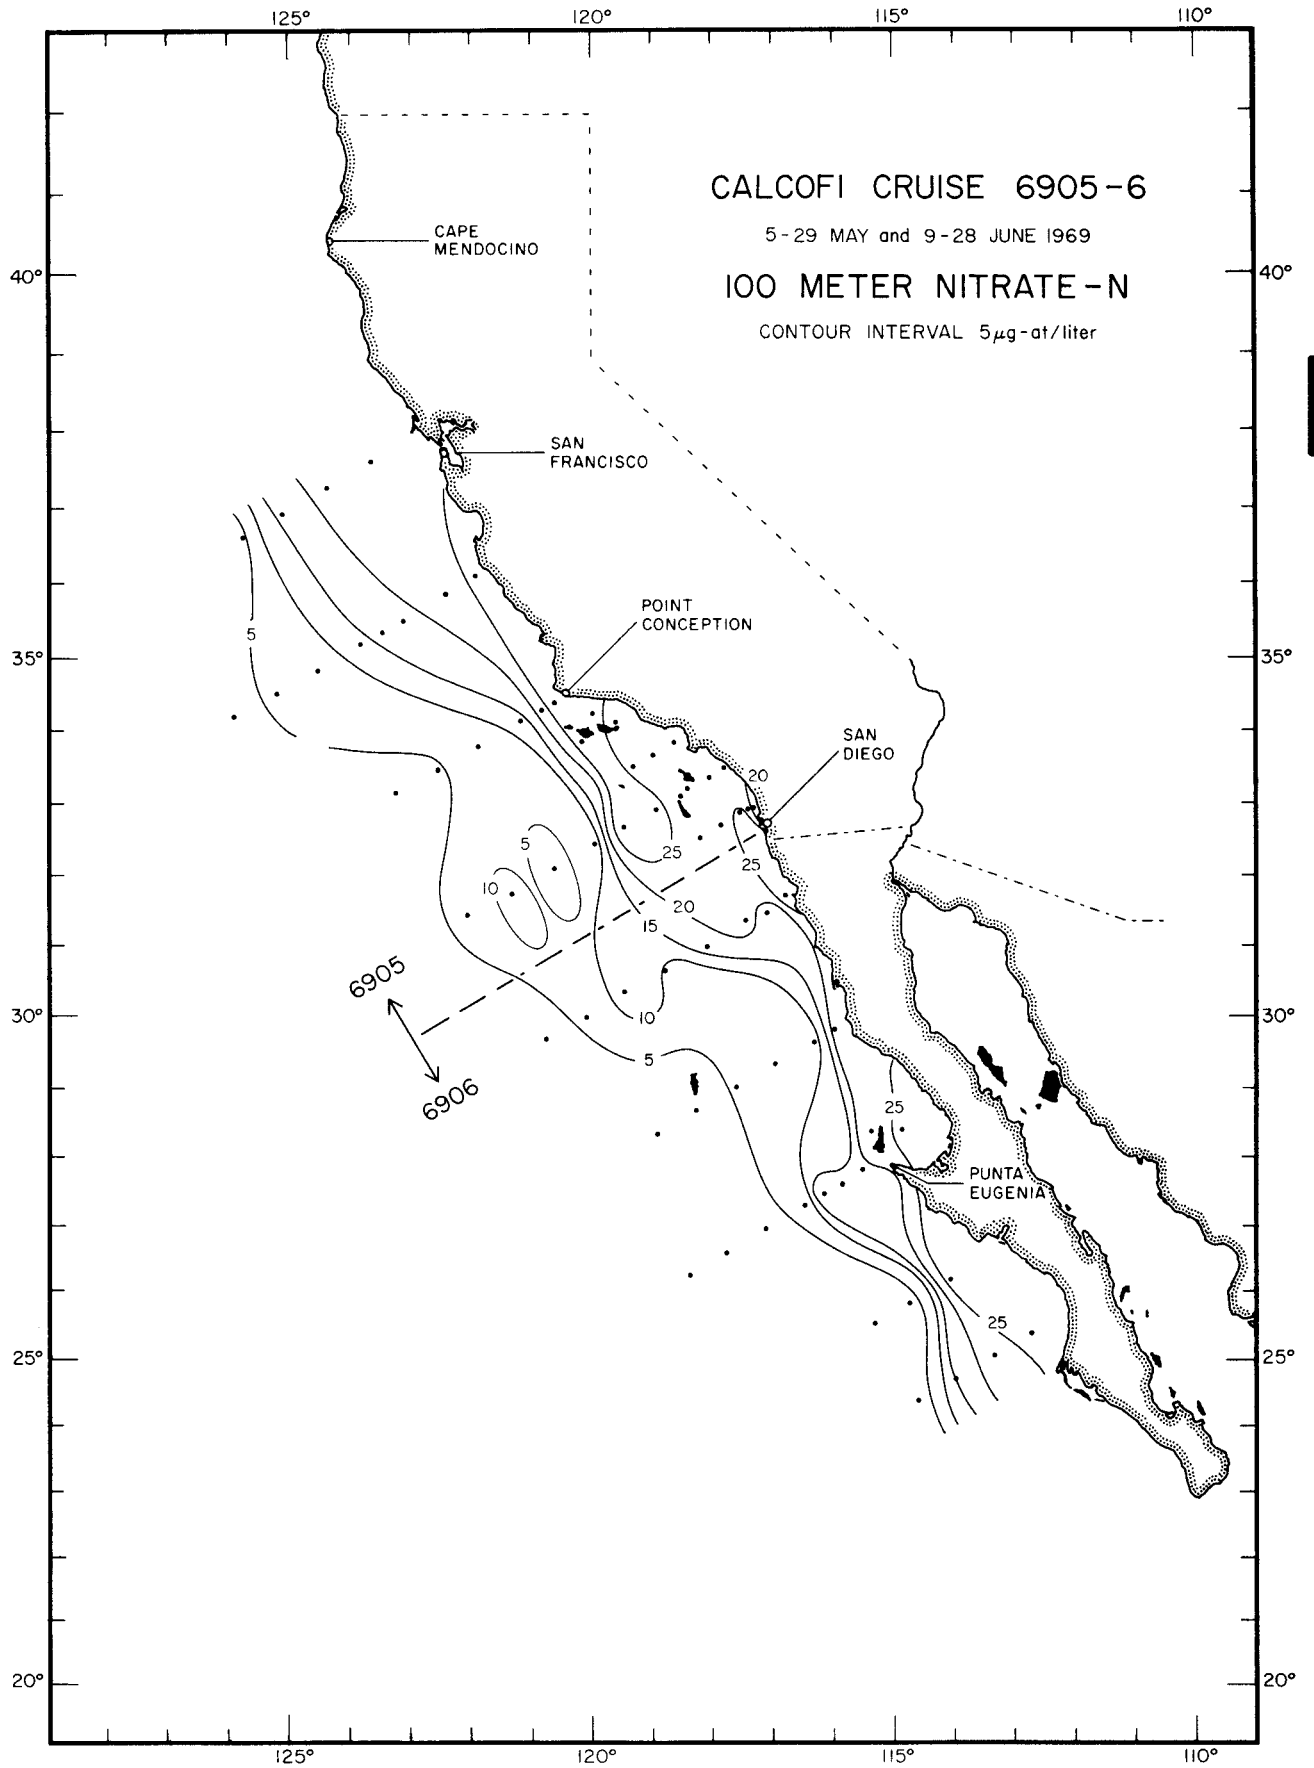 125° 120° 115° 110°
CALCOFI CRUISE 6905-6
5-29 MAY and 9-28 JUNE 1969
CAPE
MENDOCINO
40° 40°
100 METER NITRATE-N
CONTOUR INTERVAL 5µg-at/liter
SAN
FRANCISCO
POINT
CONCEPTION
5
35° 35°
SAN
DIEGO
20
5
25
25
10
20
15
6905
30° 10 30°
5
6906
25
PUNTA
EUGENIA
25
25° 25°
20° 20°
125° 120° 115° 110°